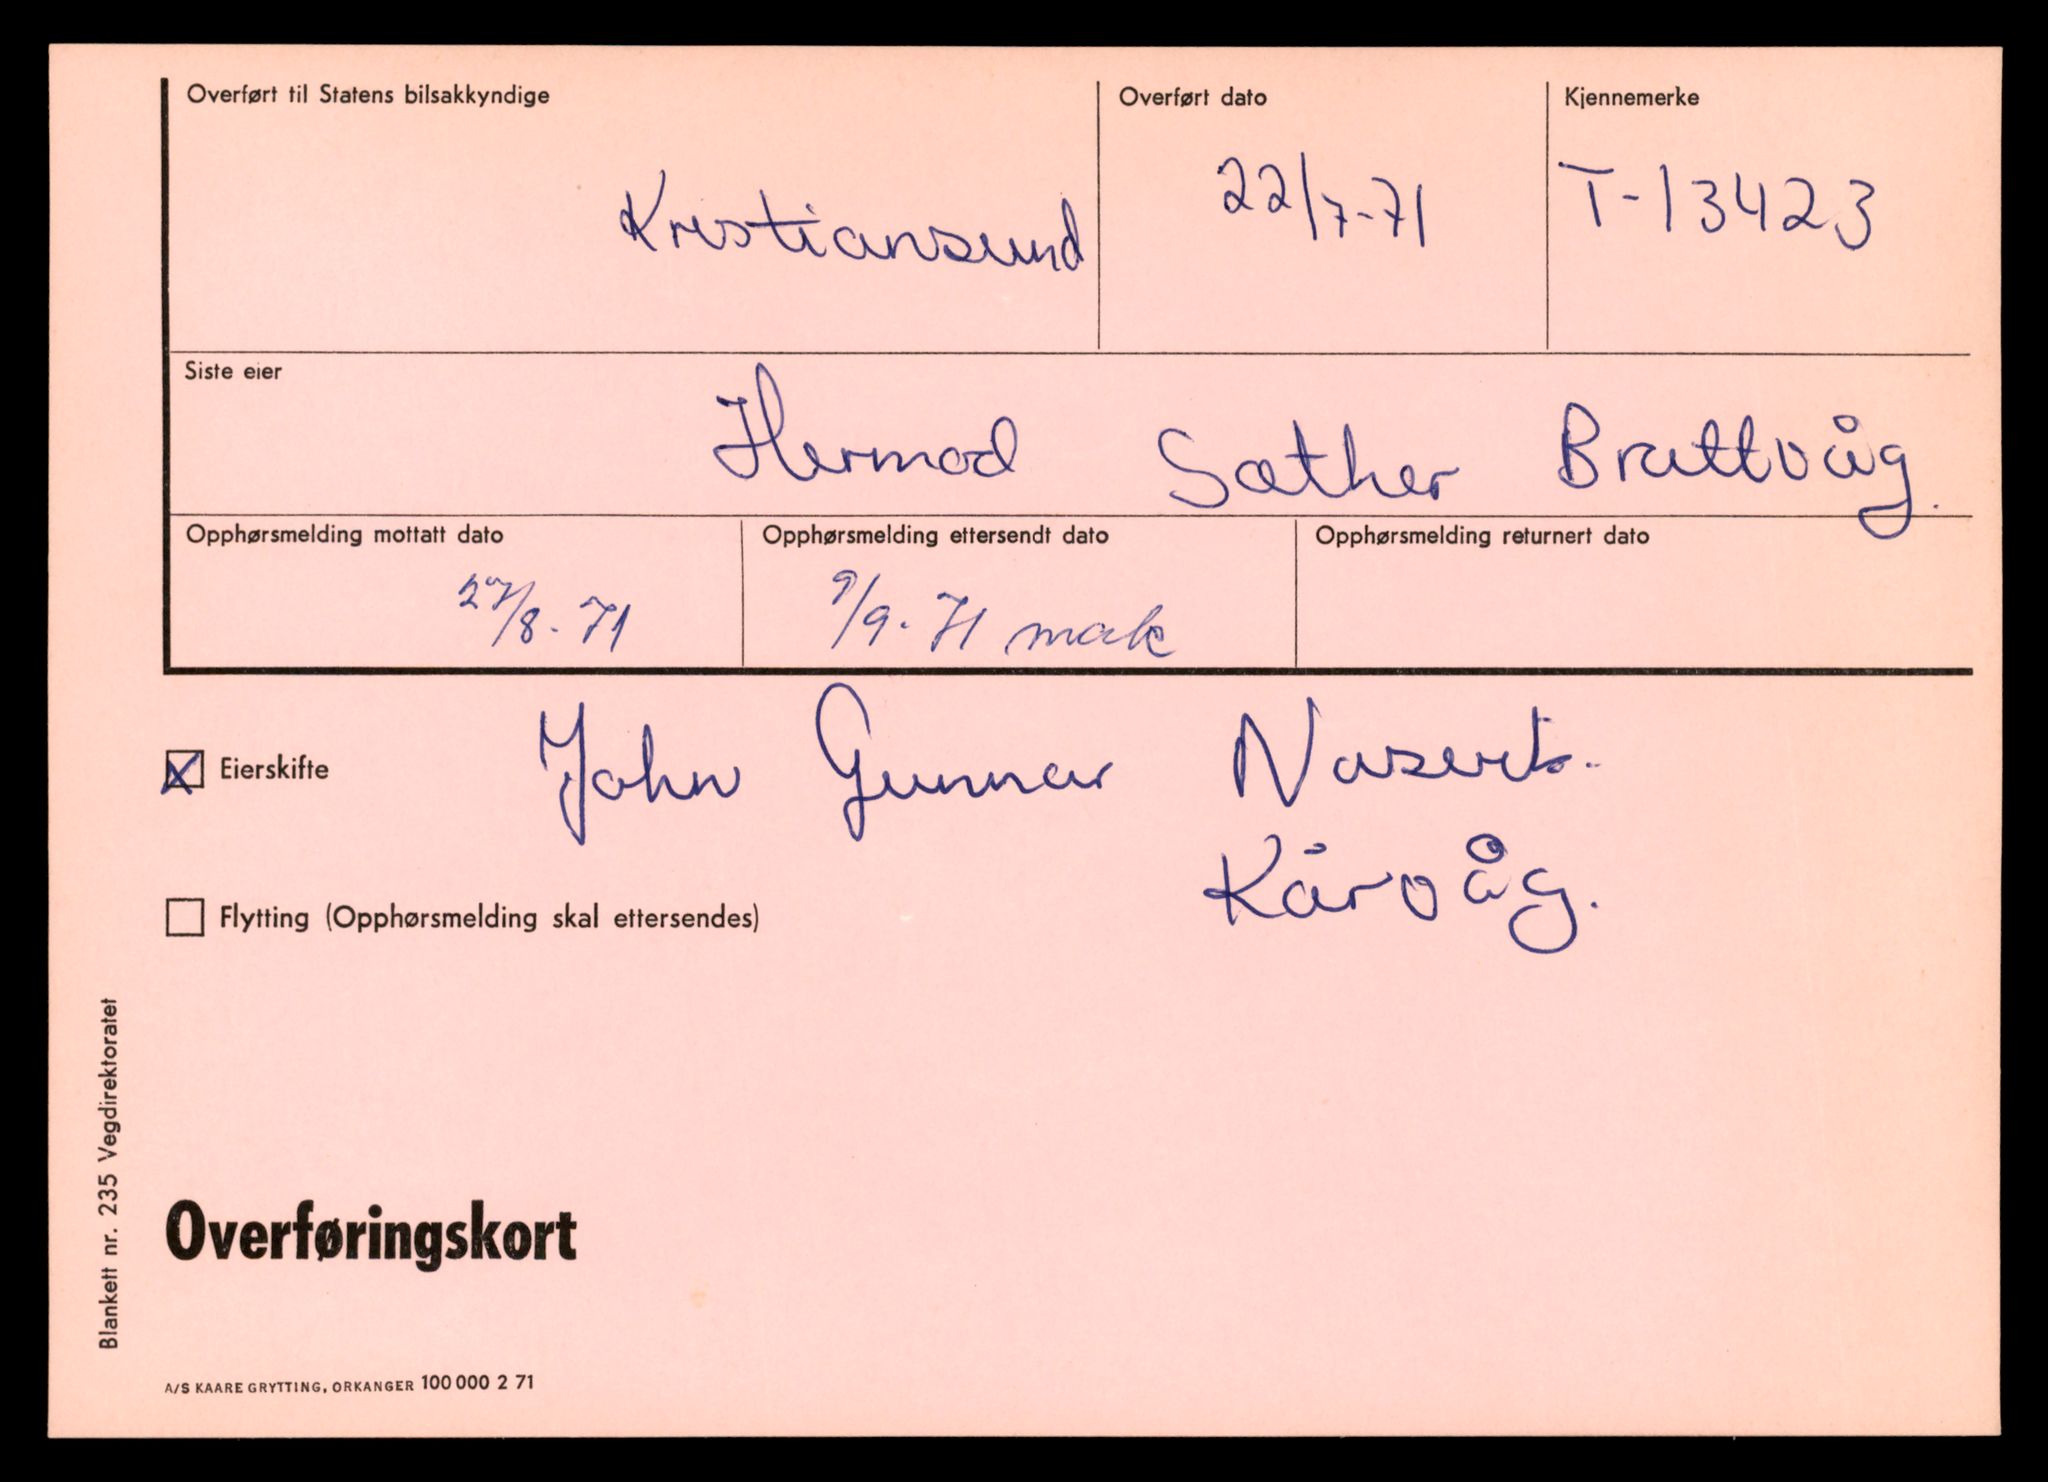 Overført til Statens bilsakkyndige
Kristiansund
Overført dato
22/7-71
Kjennemerke
T-13423
Siste eier
Hermod Sæther Brattvåg.
Opphørsmelding mottatt dato
27/8-71
Opphørsmelding ettersendt dato
9/9-71 mak
Opphørsmelding returnert dato
X Eierskifte
John Gunnar
Kårvåg.
Flytting (Opphørsmelding skal ettersendes)
Blankett nr. 235 Vegdirektoratet
Overføringskort
A/S KAARE GRYTTING, ORKANGER 100 000 2 71